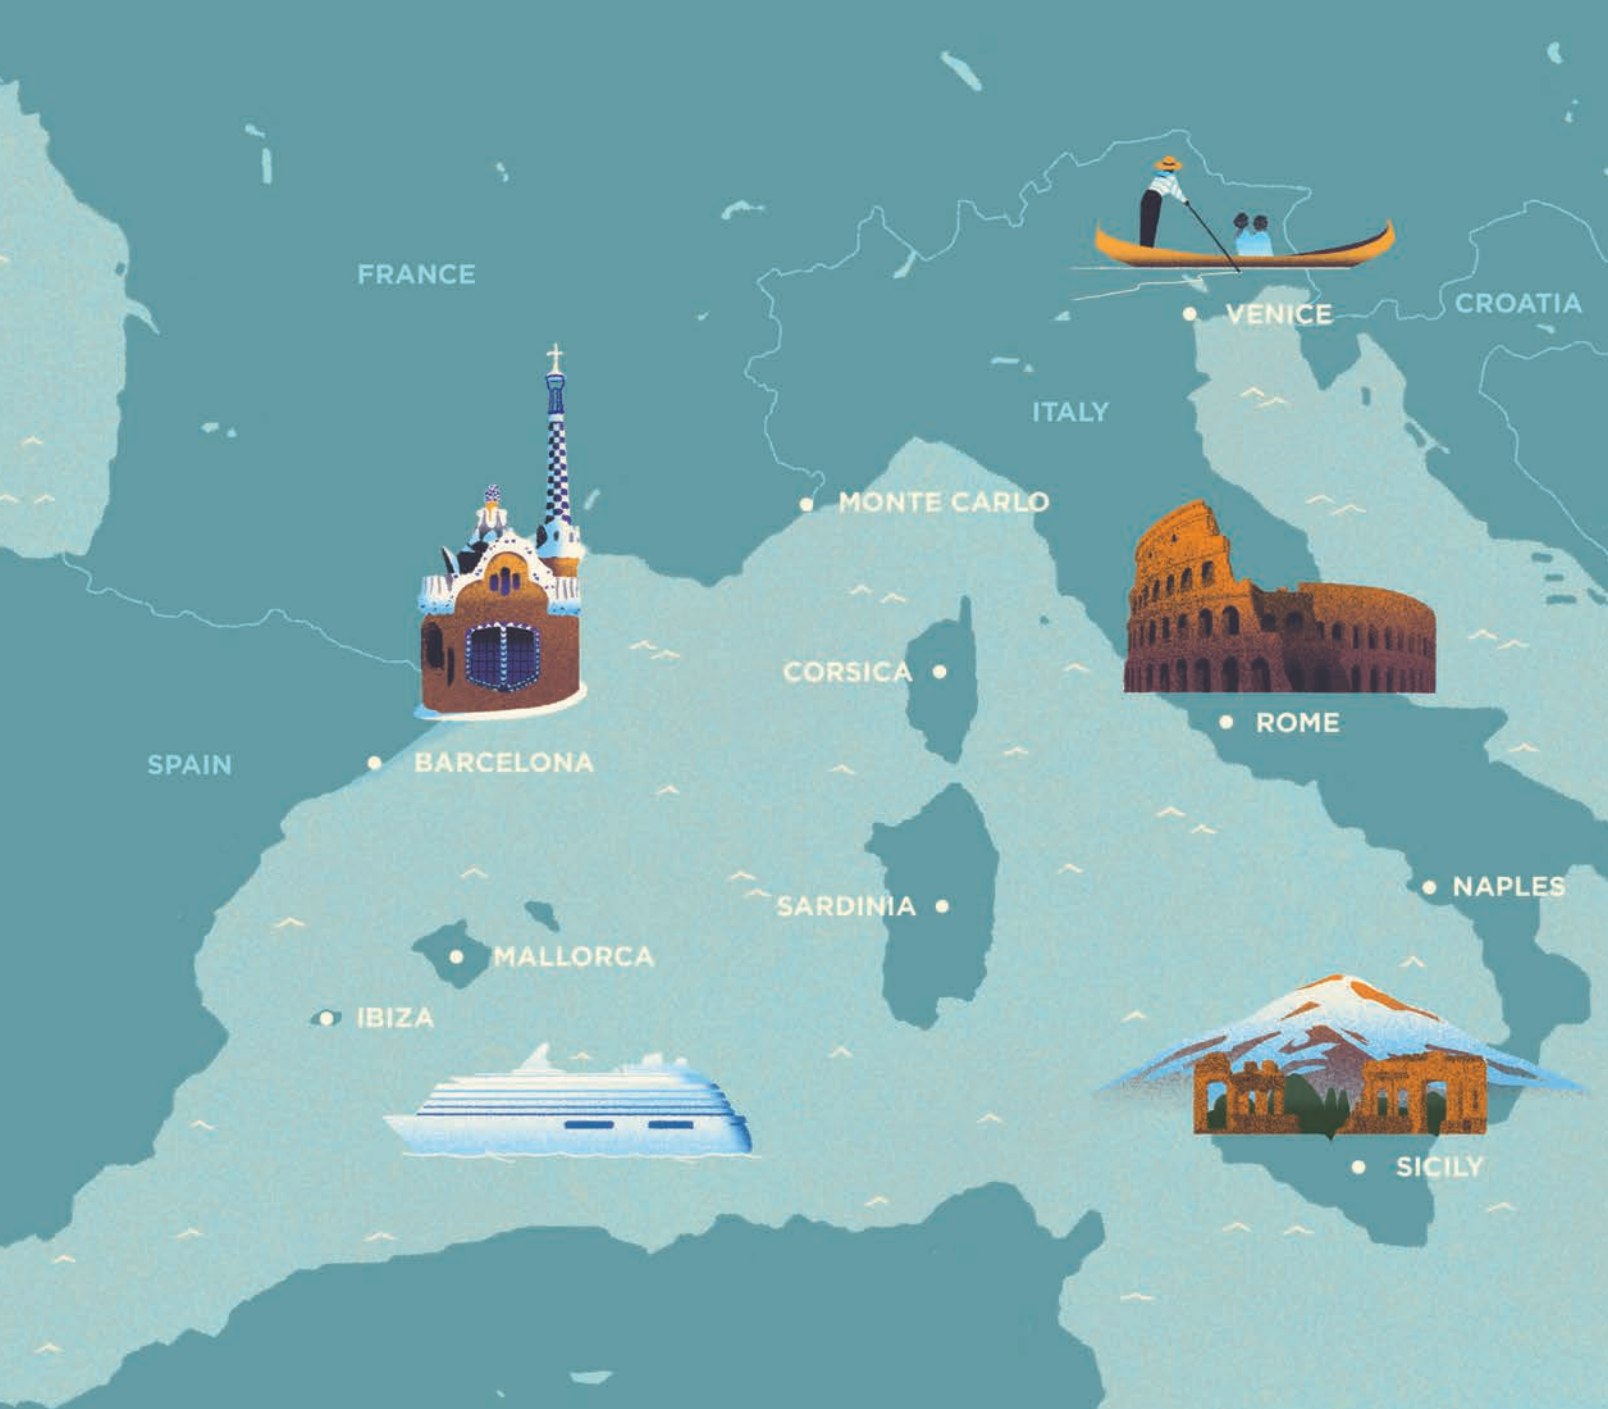 FRANCE
CROATIA
VENICE
ITALY
MONTE CARLO
CORSICA
ROME
SPAIN
BARCELONA
NAPLES
SARDINIA
MALLORCA
IBIZA
SICILY